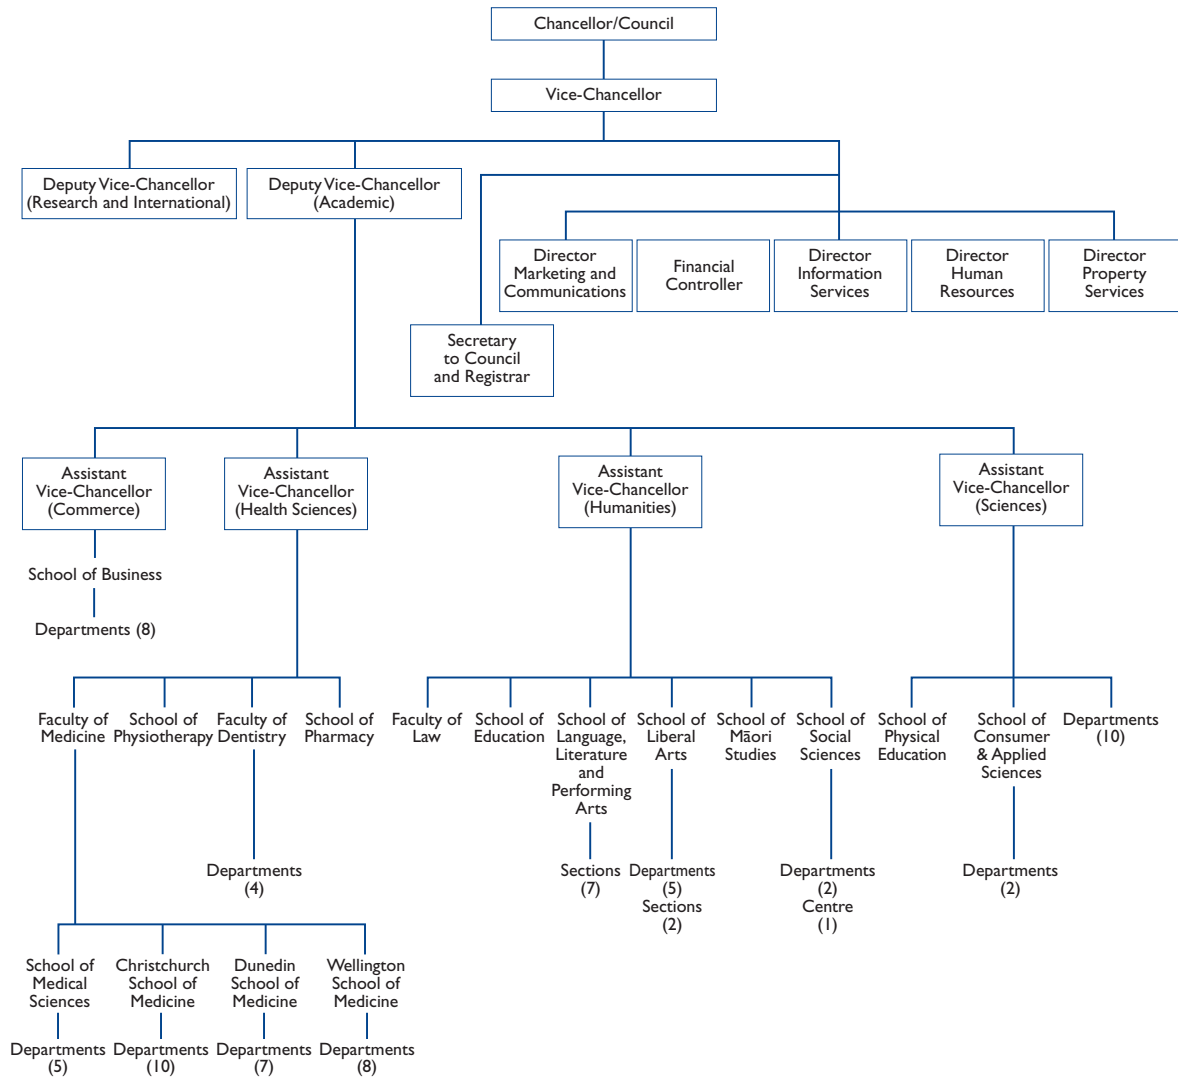 Chancellor/Council
Vice-Chancellor
Deputy Vice-Chancellor
(Research and International)
Deputy Vice-Chancellor
(Academic)
Director
Marketing and
Communications
Financial
Controller
Director
Information
Services
Director
Human
Resources
Director
Property
Services
Secretary
to Council
and Registrar
Assistant
Vice-Chancellor
(Commerce)
Assistant
Vice-Chancellor
(Health Sciences)
Assistant
Vice-Chancellor
(Humanities)
Assistant
Vice-Chancellor
(Sciences)
School of Business
Departments (8)
Faculty of
Medicine
School of
Physiotherapy
Faculty of
Dentistry
School of
Pharmacy
Faculty of
Law
School of
Education
School of
Language,
Literature
and
Performing
Arts
School of
Liberal
Arts
School of
Māori
Studies
School of
Social
Sciences
School of
Physical
Education
School of
Consumer
& Applied
Sciences
Departments
(10)
Departments
(4)
Sections
(7)
Departments
(5)
Sections
(2)
Departments
(2)
Centre
(1)
Departments
(2)
School of
Medical
Sciences
Christchurch
School of
Medicine
Dunedin
School of
Medicine
Wellington
School of
Medicine
Departments
(5)
Departments
(10)
Departments
(7)
Departments
(8)